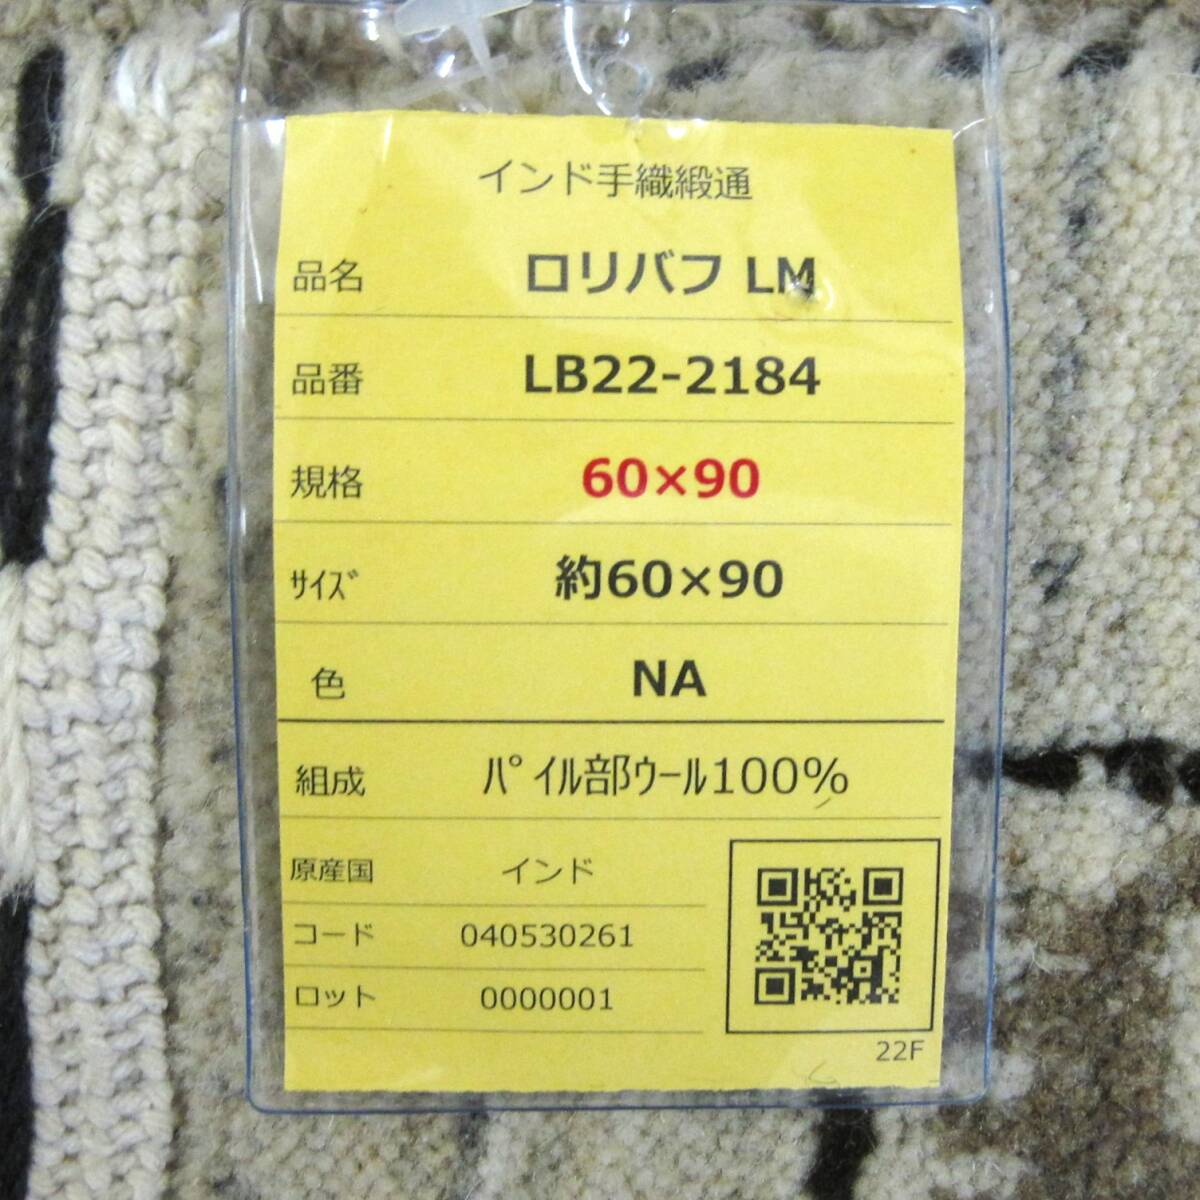 インド手織緞通
品名 ロリバフ LM
品番 LB22-2184
規格 60×90
ｻｲｽﾞ 約60×90
色 NA
組成 ﾊﾟｲﾙ部ｳｰﾙ100%
原産国 インド
コード 040530261
ロット 0000001
22F